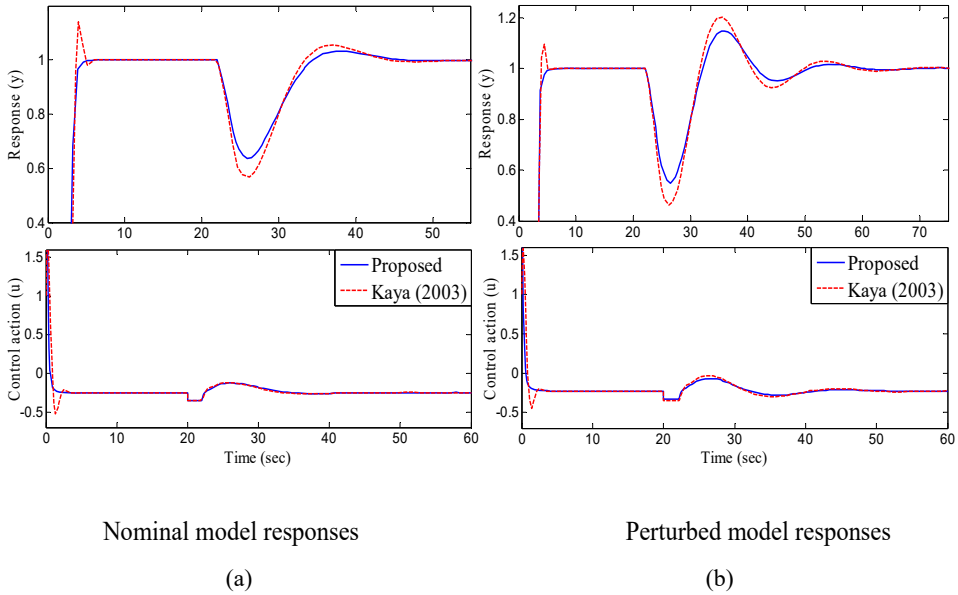 1
0.8
0.6
0.4
Response (y)
0 10 20 30 40 50
1.5
1
0.5
0
-0.5
Control action (u)
Proposed
Kaya (2003)
0 10 20 30 40 50 60
Time (sec)
1.2
1
0.8
0.6
0.4
Response (y)
0 10 20 30 40 50 60 70
1.5
1
0.5
0
-0.5
Control action (u)
Proposed
Kaya (2003)
0 10 20 30 40 50 60
Time (sec)
Nominal model responses
Perturbed model responses
(a)
(b)